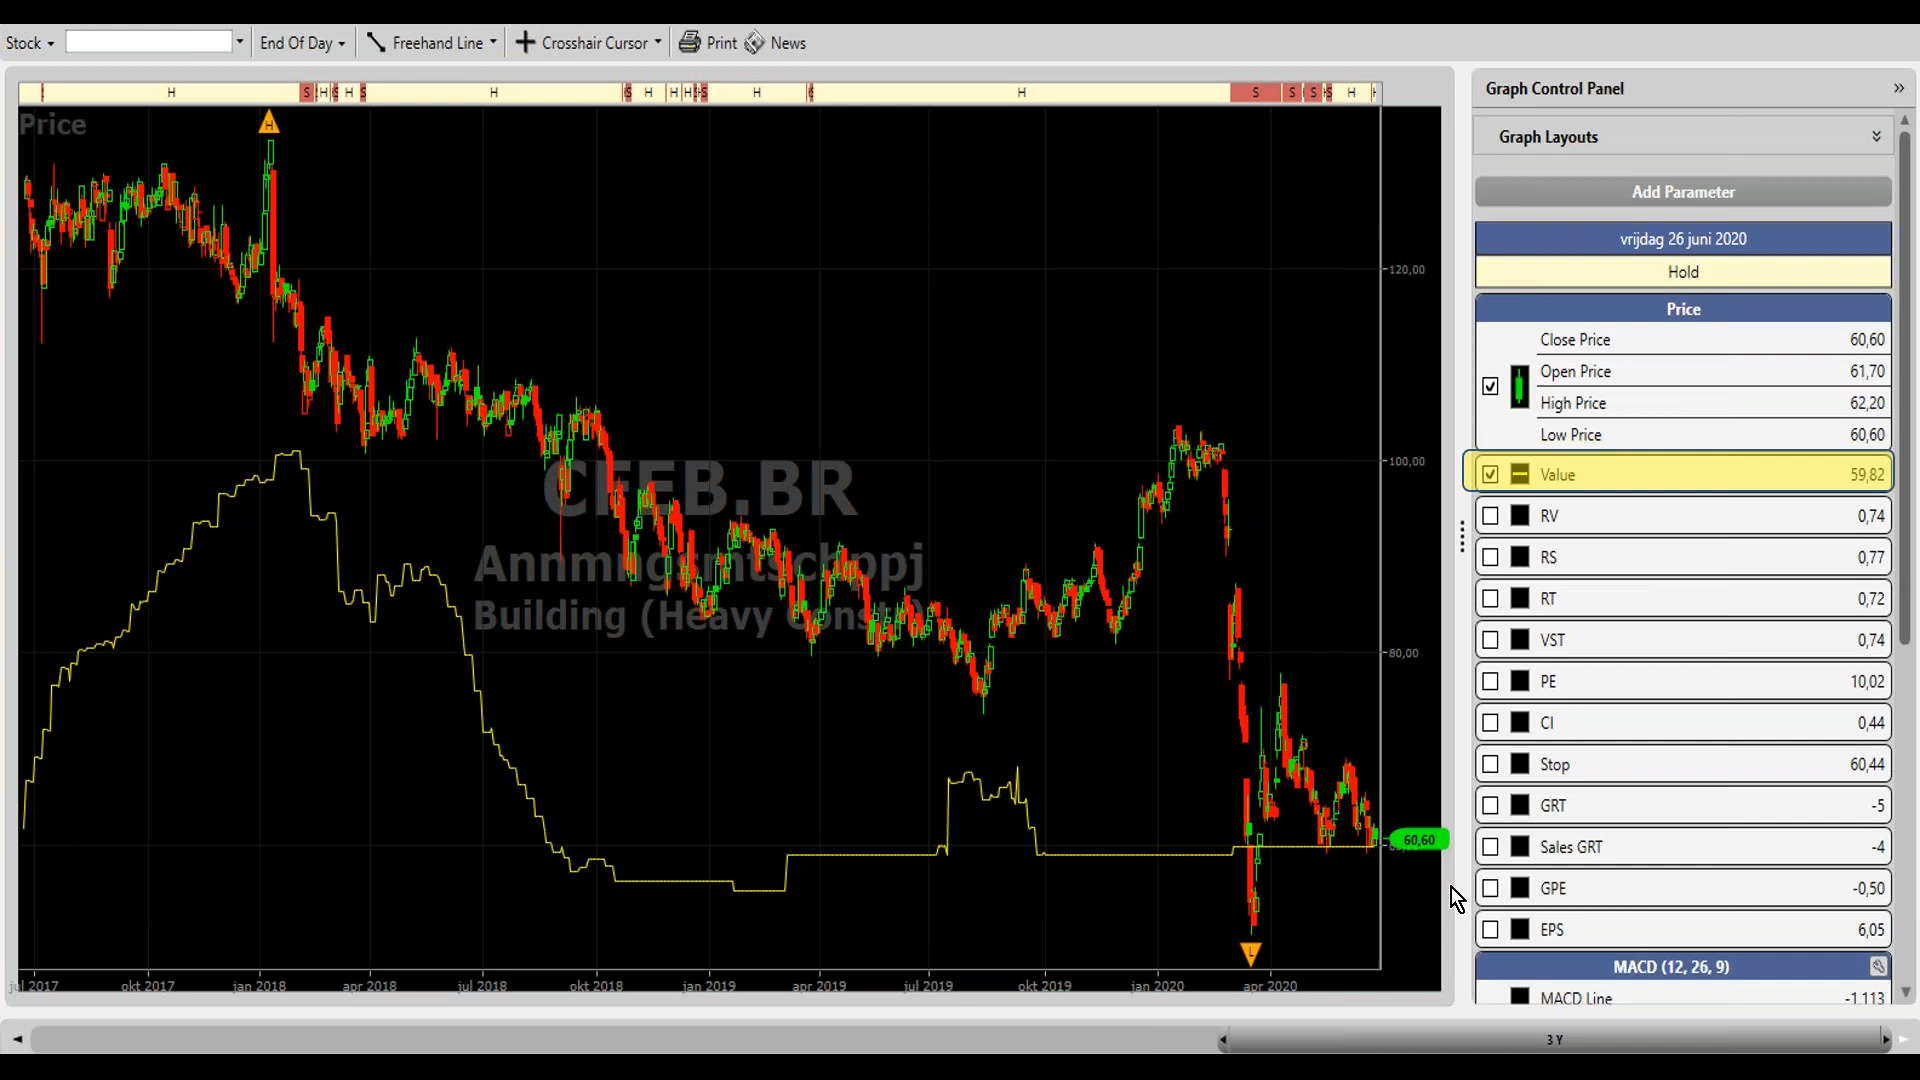 Stock End Of Day Freehand Line Crosshair Cursor Print News
H S H H S H S H H H S H S H S S S S H
Price
H
CFEB.BR
Annmngsmtschppj
Building (Heavy Constr)
120,00
100,00
80,00
60,60
L
jul 2017 okt 2017 jan 2018 apr 2018 jul 2018 okt 2018 jan 2019 apr 2019 jul 2019 okt 2019 jan 2020 apr 2020
3 Y
Graph Control Panel
Graph Layouts
Add Parameter
vrijdag 26 juni 2020
Hold
Price
Close Price 60,60
Open Price 61,70
High Price 62,20
Low Price 60,60
Value 59,82
RV 0,74
RS 0,77
RT 0,72
VST 0,74
PE 10,02
CI 0,44
Stop 60,44
GRT -5
Sales GRT -4
GPE -0,50
EPS 6,05
MACD (12, 26, 9)
MACD Line -1,113